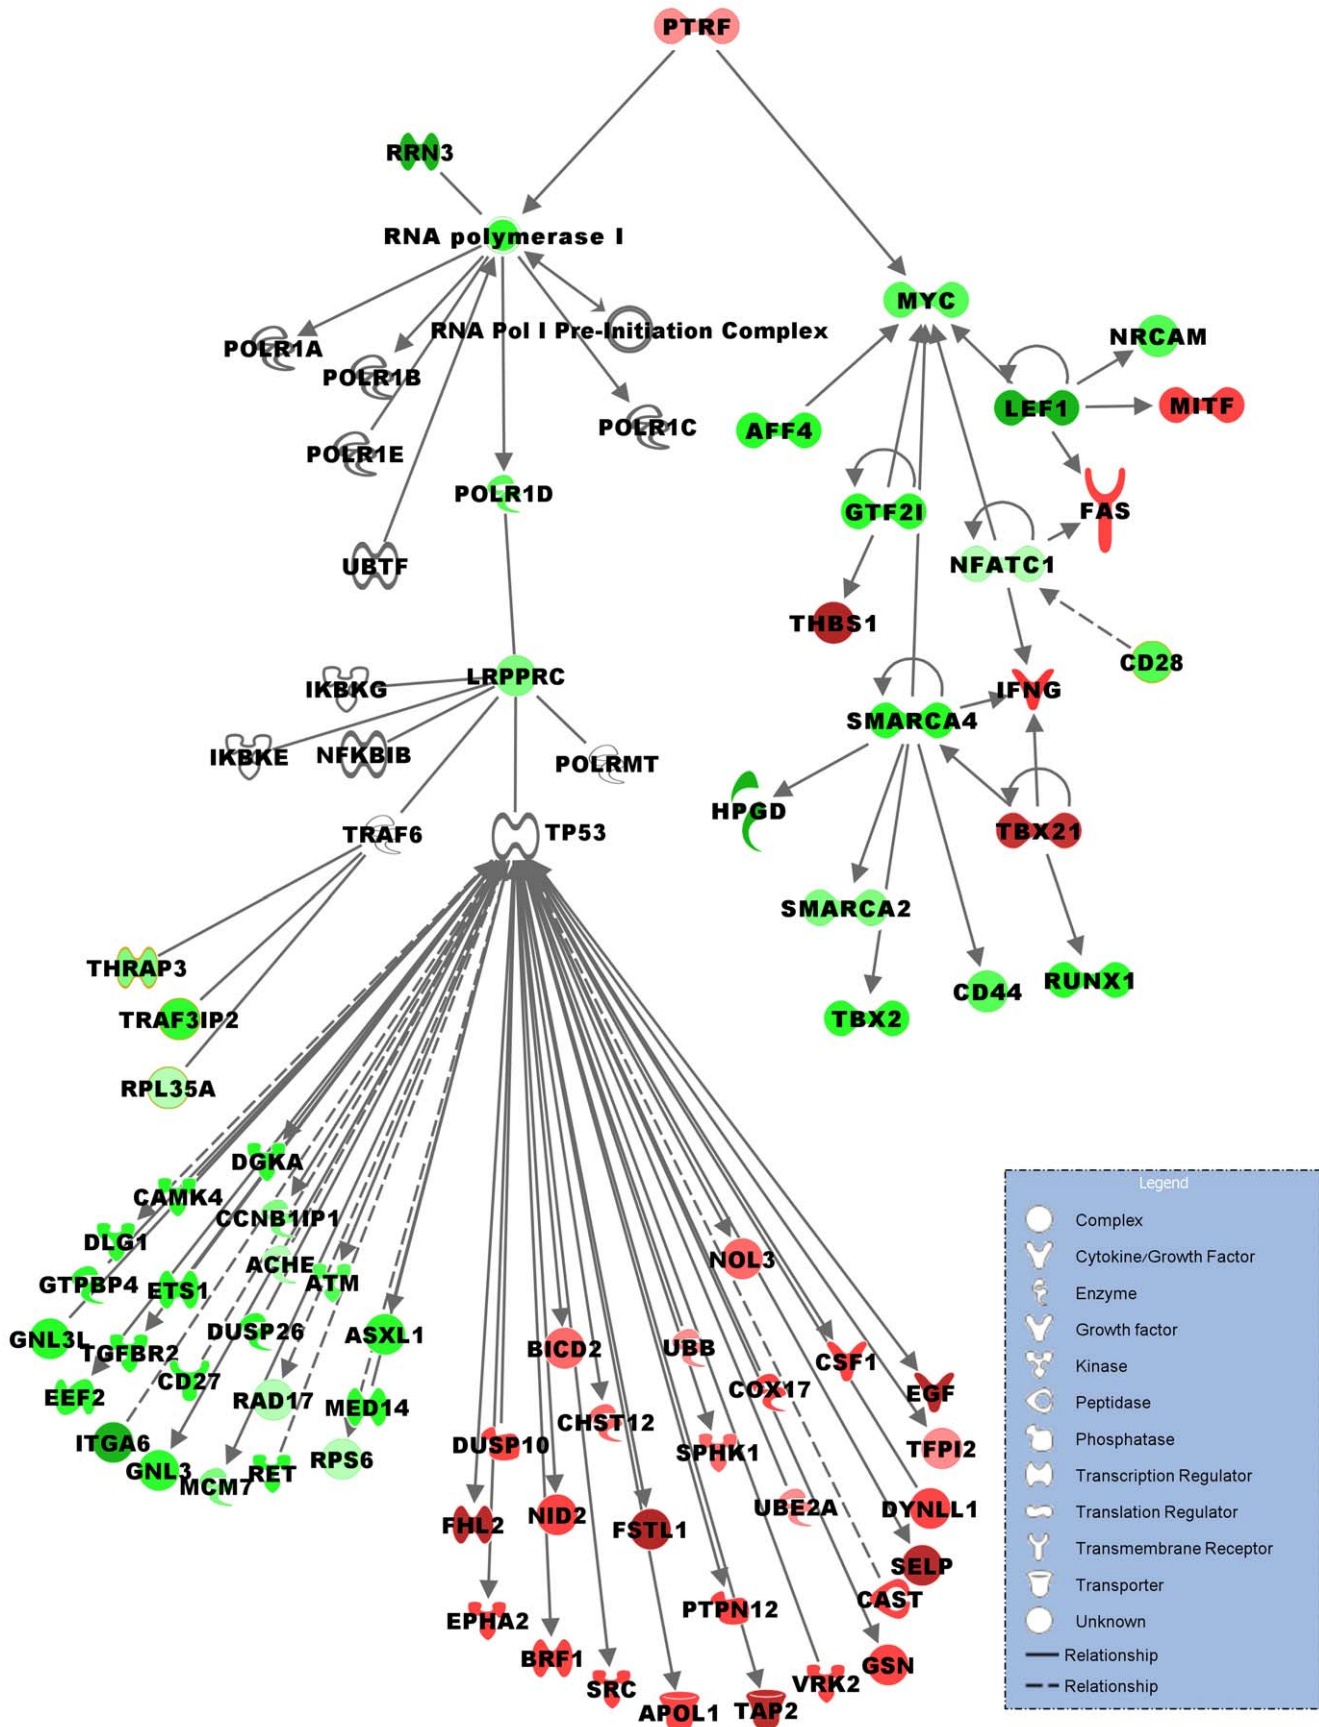 PTRF
RRN3
RNA polymerase I
MYC
RNA Pol I Pre-Initiation Complex
NRCAM
POLR1A
POLR1B
LEF1
MITF
POLR1C
AFF4
POLR1E
POLR1D
GTF2I
FAS
UBTF
NFATC1
THBS1
CD28
LRPPRC
IKBKG
IFNG
SMARCA4
IKBKE
NFKBIB
POLRMT
HPGD
TRAF6
TP53
TBX21
SMARCA2
THRAP3
RUNX1
CD44
TRAF3IP2
TBX2
RPL35A
DGKA
CAMK4
CCNB1IP1
DLG1
ACHE
ATM
GTPBP4
ETS1
NOL3
GNL3L
TGFBR2
DUSP26
ASXL1
BICD2
UBB
CSF1
CD27
EEF2
RAD17
MED14
COX17
EGF
CHST12
ITGA6
DUSP10
SPHK1
TFPI2
GNL3
MCM7
RET
RPS6
UBE2A
DYNLL1
FHL2
NID2
FSTL1
SELP
CAST
EPHA2
PTPN12
BRF1
GSN
SRC
VRK2
APOL1
TAP2
Legend
Complex
Cytokine/Growth Factor
Enzyme
Growth factor
Kinase
Peptidase
Phosphatase
Transcription Regulator
Translation Regulator
Transmembrane Receptor
Transporter
Unknown
Relationship
Relationship